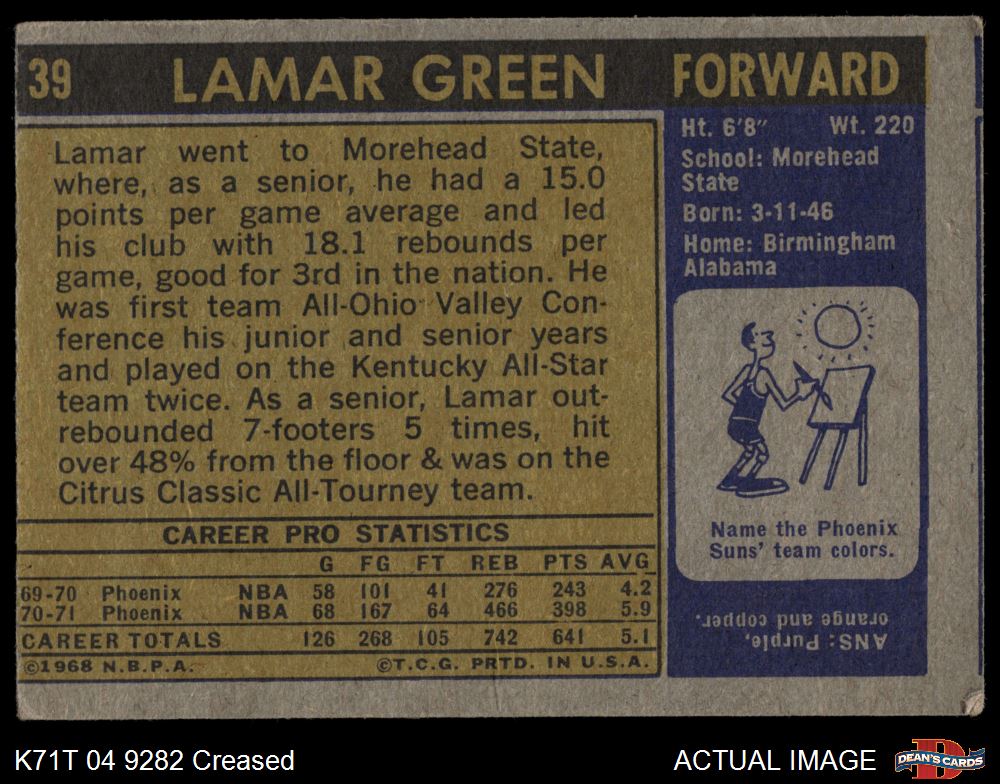 39 LAMAR GREEN FORWARD
Lamar went to Morehead State,
where, as a senior, he had a 15.0
points per game average and led
his club with 18.1 rebounds per
game, good for 3rd in the nation. He
was first team All-Ohio Valley Con-
ference his junior and senior years
and played on the Kentucky All-Star
team twice. As a senior, Lamar out-
rebounded 7-footers 5 times, hit
over 48% from the floor & was on the
Citrus Classic All-Tourney team.
CAREER PRO STATISTICS
G FG FT REB PTS AVG
69-70 Phoenix NBA 58 101 41 276 243 4.2
70-71 Phoenix NBA 68 167 64 466 398 5.9
CAREER TOTALS 126 268 105 742 641 5.1
©1968 N.B.P.A. ©T.C.G. PRTD. IN U.S.A.
Ht. 6'8" Wt. 220
School: Morehead
State
Born: 3-11-46
Home: Birmingham
Alabama
Name the Phoenix
Suns' team colors.
ANS: Purple,
orange and copper.
K71T 04 9282 Creased
ACTUAL IMAGE
D
DEAN'S CARDS